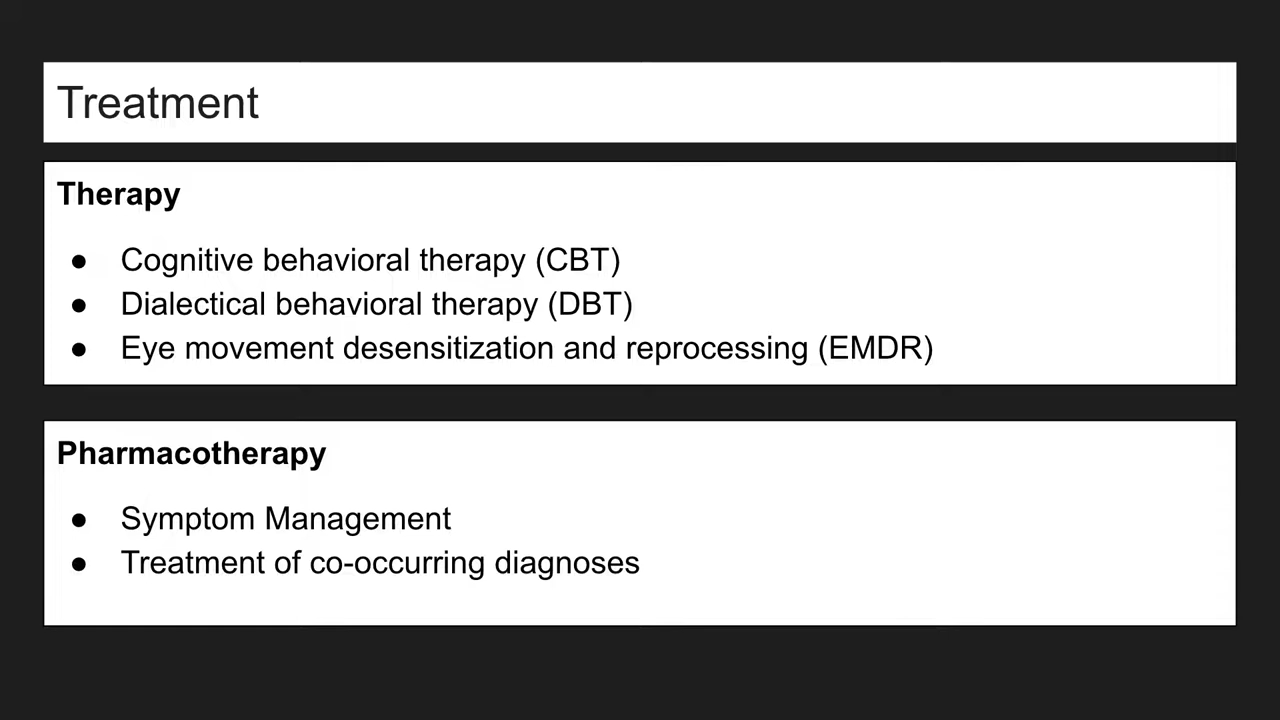 Treatment
Therapy
● Cognitive behavioral therapy (CBT)
● Dialectical behavioral therapy (DBT)
● Eye movement desensitization and reprocessing (EMDR)
Pharmacotherapy
● Symptom Management
● Treatment of co-occurring diagnoses